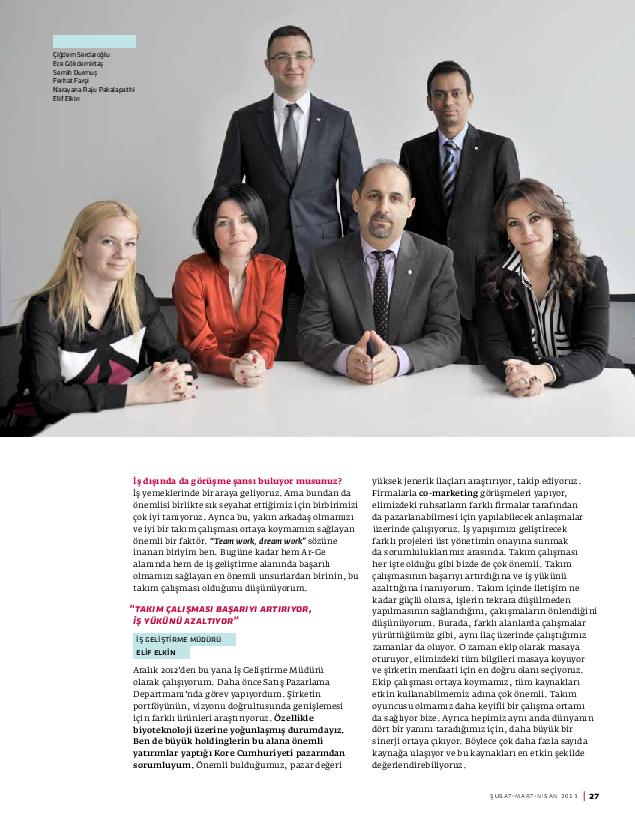 Çiğdem Serdaroğlu
Ece Gökdemirtaş
Semih Durmuş
Ferhat Farşi
Narayana Raju Pakalapathi
Elif Elkin
İş dışında da görüşme şansı buluyor musunuz?
İş yemeklerinde bir araya geliyoruz. Ama bundan da
önemlisi birlikte sık seyahat ettiğimiz için birbirimizi
çok iyi tanıyoruz. Ayrıca bu, yakın arkadaş olmamızı
ve iyi bir takım çalışması ortaya koymamızı sağlayan
önemli bir faktör. "Team work, dream work" sözüne
inanan biriyim ben. Bugüne kadar hem Ar-Ge
alanında hem de iş geliştirme alanında başarılı
olmamızı sağlayan en önemli unsurlardan birinin, bu
takım çalışması olduğunu düşünüyorum.
"TAKIM ÇALIŞMASI BAŞARIYI ARTIRIYOR,
İŞ YÜKÜNÜ AZALTIYOR"
İŞ GELİŞTİRME MÜDÜRÜ
ELİF ELKİN
Aralık 2012'den bu yana İş Geliştirme Müdürü
olarak çalışıyorum. Daha önce Satış Pazarlama
Departmanı'nda görev yapıyordum. Şirketin
portföyünün, vizyonu doğrultusunda genişlemesi
için farklı ürünleri araştırıyoruz. Özellikle
biyoteknoloji üzerine yoğunlaşmış durumdayız.
Ben de büyük holdinglerin bu alana önemli
yatırımlar yaptığı Kore Cumhuriyeti pazarından
sorumluyum. Önemli bulduğumuz, pazar değeri
yüksek jenerik ilaçları araştırıyor, takip ediyoruz.
Firmalarla co-marketing görüşmeleri yapıyor,
elimizdeki ruhsatların farklı firmalar tarafından
da pazarlanabilmesi için yapılabilecek anlaşmalar
üzerinde çalışıyoruz. İş yapışımızı geliştirecek
farklı projeleri üst yönetimin onayına sunmak
da sorumluluklarımız arasında. Takım çalışması
her işte olduğu gibi bizde de çok önemli. Takım
çalışmasının başarıyı artırdığına ve iş yükünü
azalttığına inanıyorum. Takım içinde iletişim ne
kadar güçlü olursa, işlerin tekrara düşülmeden
yapılmasının sağlandığını, çakışmaların önlendiğini
düşünüyorum. Burada, farklı alanlarda çalışmalar
yürüttüğümüz gibi, aynı ilaç üzerinde çalıştığımız
zamanlar da oluyor. O zaman ekip olarak masaya
oturuyor, elimizdeki tüm bilgileri masaya koyuyor
ve şirketin menfaati için en doğru olanı seçiyoruz.
Ekip çalışması ortaya koymamız, tüm kaynakları
etkin kullanabilmemiz adına çok önemli. Takım
oyuncusu olmamız daha keyifli bir çalışma ortamı
da sağlıyor bize. Ayrıca hepimiz aynı anda dünyanın
dört bir yanını taradığımız için, daha büyük bir
sinerji ortaya çıkıyor. Böylece çok daha fazla sayıda
kaynağa ulaşıyor ve bu kaynakları en etkin şekilde
değerlendirebiliyoruz.
ŞUBAT-MART-NİSAN 2013 | 27